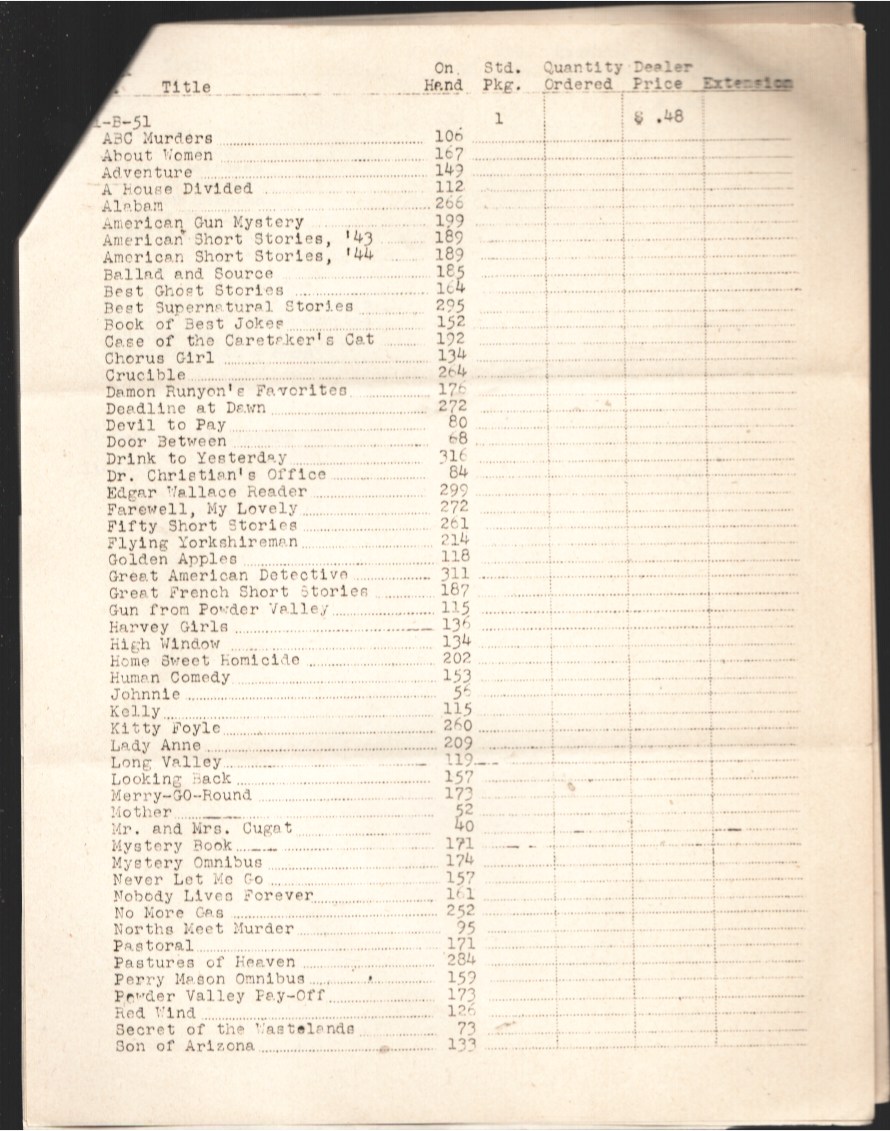 On Std. Quantity Dealer
Title Hand Pkg. Ordered Price Extension
-B-51 1 $ .48
ABC Murders 106
About Women 167
Adventure 149
A House Divided 112
Alabam 266
American Gun Mystery 199
American Short Stories, '43 189
American Short Stories, '44 189
Ballad and Source 185
Best Ghost Stories 164
Best Supernatural Stories 295
Book of Best Jokes 152
Case of the Caretaker's Cat 192
Chorus Girl 134
Crucible 264
Damon Runyon's Favorites 176
Deadline at Dawn 272
Devil to Pay 80
Door Between 68
Drink to Yesterday 316
Dr. Christian's Office 84
Edgar Wallace Reader 299
Farewell, My Lovely 272
Fifty Short Stories 261
Flying Yorkshireman 214
Golden Apples 118
Great American Detective 311
Great French Short Stories 187
Gun from Powder Valley 115
Harvey Girls 136
High Window 134
Home Sweet Homicide 202
Human Comedy 153
Johnnie 56
Kelly 115
Kitty Foyle 260
Lady Anne 209
Long Valley 119
Looking Back 157
Merry-GO-Round 173
Mother 52
Mr. and Mrs. Cugat 40
Mystery Book 171
Mystery Omnibus 174
Never Let Me Go 157
Nobody Lives Forever 161
No More Gas 252
Norths Meet Murder 95
Pastoral 171
Pastures of Heaven 284
Perry Mason Omnibus 159
Powder Valley Pay-Off 173
Red Wind 126
Secret of the Wastelands 73
Son of Arizona 133